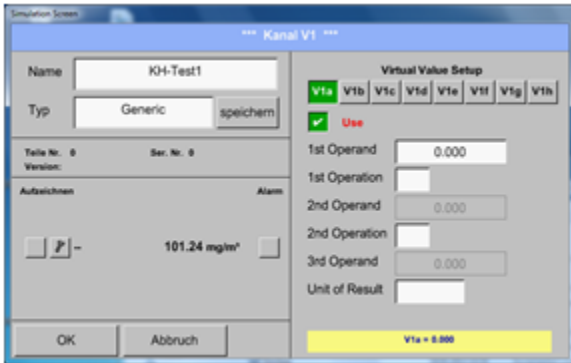 Simulation Screen
*** Kanal V1 ***
Name KH-Test1
Typ Generic speichern
Teile Nr. 0 Ser. Nr. 0
Version:
Aufzeichnen Alarm
– 101.24 mg/m³
OK Abbruch
Virtual Value Setup
V1a V1b V1c V1d V1e V1f V1g V1h
Use
1st Operand 0.000
1st Operation
2nd Operand 0.000
2nd Operation
3rd Operand 0.000
Unit of Result
V1a = 0.000